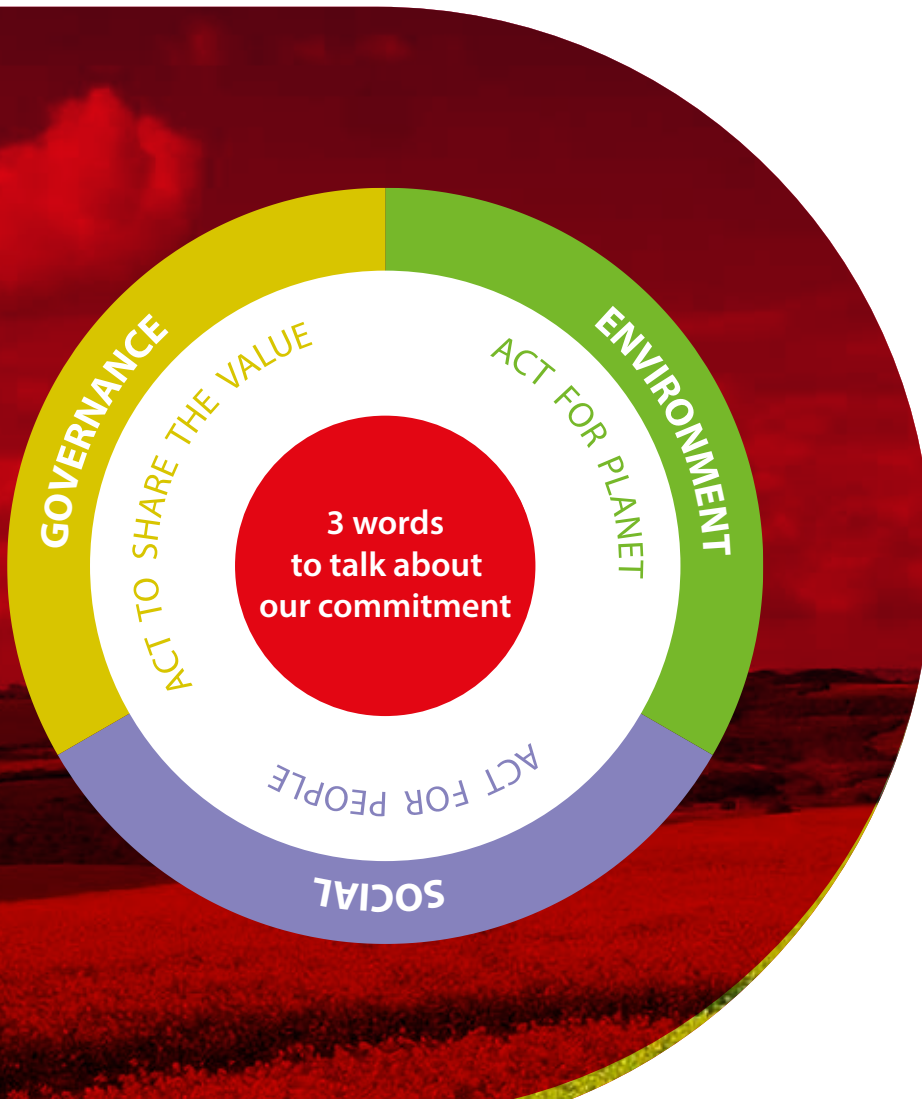 3 words
to talk about
our commitment
ENVIRONMENT
ACT FOR PLANET
SOCIAL
ACT FOR PEOPLE
GOVERNANCE
ACT TO SHARE THE VALUE